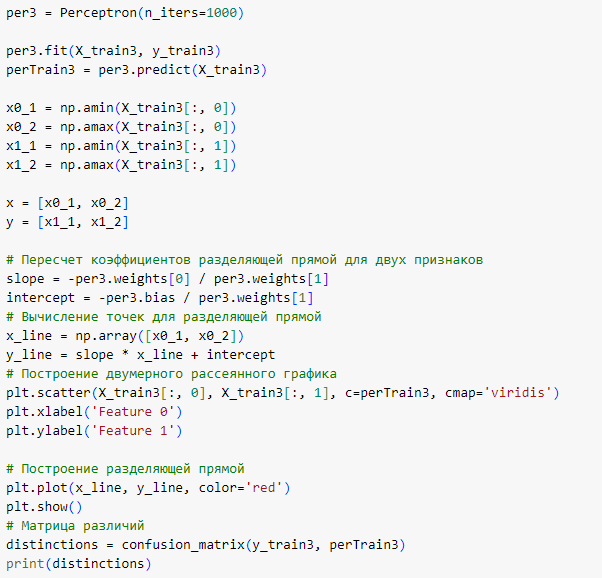 per3 = Perceptron(n_iters=1000)
per3.fit(X_train3, y_train3)
perTrain3 = per3.predict(X_train3)
x0_1 = np.amin(X_train3[:, 0])
x0_2 = np.amax(X_train3[:, 0])
x1_1 = np.amin(X_train3[:, 1])
x1_2 = np.amax(X_train3[:, 1])
x = [x0_1, x0_2]
y = [x1_1, x1_2]
# Пересчет коэффициентов разделяющей прямой для двух признаков
slope = -per3.weights[0] / per3.weights[1]
intercept = -per3.bias / per3.weights[1]
# Вычисление точек для разделяющей прямой
x_line = np.array([x0_1, x0_2])
y_line = slope * x_line + intercept
# Построение двумерного рассеянного графика
plt.scatter(X_train3[:, 0], X_train3[:, 1], c=perTrain3, cmap='viridis')
plt.xlabel('Feature 0')
plt.ylabel('Feature 1')
# Построение разделяющей прямой
plt.plot(x_line, y_line, color='red')
plt.show()
# Матрица различий
distinctions = confusion_matrix(y_train3, perTrain3)
print(distinctions)